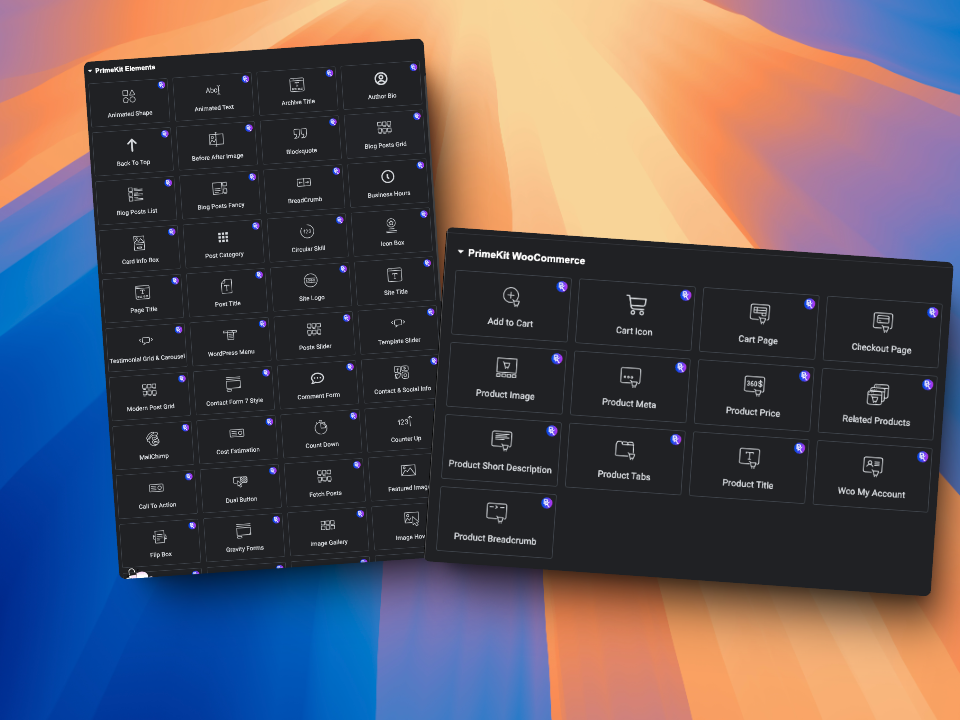 PrimeKit Elements
Animated Shape
Animated Text
Archive Title
Author Bio
Back To Top
Before After Image
Blockquote
Blog Posts Grid
Blog Posts List
Blog Posts Fancy
BreadCrumb
Business Hours
Card Info Box
Post Category
Circular Skill
Icon Box
Page Title
Post Title
Site Logo
Site Title
Testimonial Grid & Carousel
WordPress Menu
Posts Slider
Template Slider
Modern Post Grid
Contact Form 7 Style
Comment Form
Contact & Social Info
MailChimp
Cost Estimation
Count Down
Counter Up
Call To Action
Dual Button
Fetch Posts
Featured Imag
Flip Box
Gravity Forms
Image Gallery
Image Hov
PrimeKit WooCommerce
Add to Cart
Cart Icon
Cart Page
Checkout Page
Product Image
Product Meta
360$
Product Price
Related Products
Product Short Description
Product Tabs
Product Title
Woo My Account
Product Breadcrumb